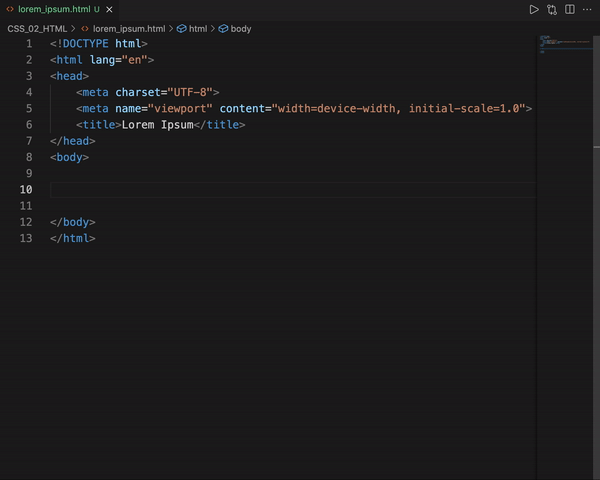 lorem_ipsum.html U
CSS_02_HTML > lorem_ipsum.html > html > body
1 <!DOCTYPE html>
2 <html lang="en">
3 <head>
4     <meta charset="UTF-8">
5     <meta name="viewport" content="width=device-width, initial-scale=1.0">
6     <title>Lorem Ipsum</title>
7 </head>
8 <body>
9
10
11
12 </body>
13 </html>